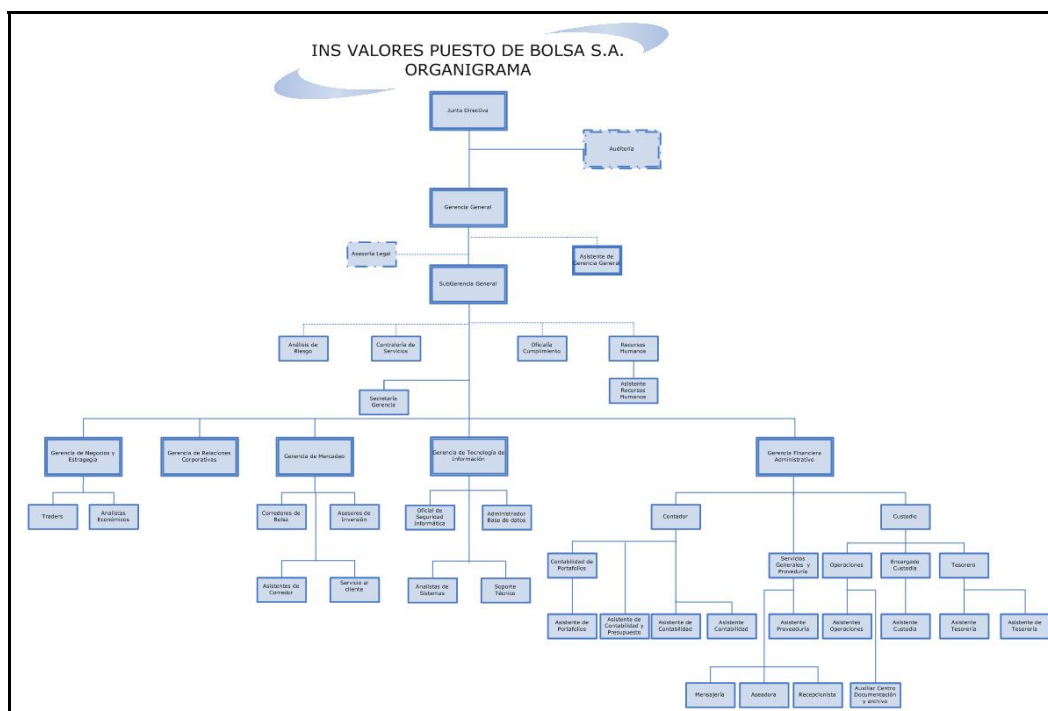 INS VALORES PUESTO DE BOLSA S.A.
ORGANIGRAMA
Junta Directiva
Auditoría
Gerencia General
Asesoría Legal
Asistente de
Gerencia General
SubGerencia General
Análisis de
Riesgo
Contraloría de
Servicios
Oficialía
Cumplimiento
Recursos
Humanos
Asistente
Recursos
Humanos
Secretaría
Gerencia
Gerencia de Negocios y
Estragegia
Gerencia de Relaciones
Corporativas
Gerencia de Mercadeo
Gerencia de Tecnología de
Información
Gerencia Financiera
Administrativo
Traders
Analistas
Económicos
Corredores de
Bolsa
Asesores de
Inversión
Oficial de
Seguridad
Informática
Administrador
Base de datos
Contador
Custodio
Asistentes de
Corredor
Servicio al
cliente
Analistas de
Sistemas
Soporte
Técnico
Contabilidad de
Portafolios
Servicios
Generales y
Proveduría
Operaciones
Encargado
Custodia
Tesorero
Asistente de
Portafolios
Asistente de
Contabilidad y
Presupuesto
Asistente de
Contabilidad
Asistente
Contabilidad
Asistente
Proveeduría
Asistentes
Operaciones
Asistente
Custodia
Asistente
Tesorería
Asistente de
Tesorería
Mensajería
Aseadora
Recepcionista
Auxiliar Centro
Documentación
y archivo